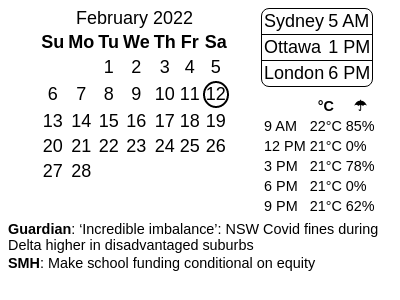 February 2022
Su Mo Tu We Th Fr Sa
1 2 3 4 5
6 7 8 9 10 11 12
13 14 15 16 17 18 19
20 21 22 23 24 25 26
27 28
Sydney 5 AM
Ottawa 1 PM
London 6 PM
°C ☂
9 AM 22°C 85%
12 PM 21°C 0%
3 PM 21°C 78%
6 PM 21°C 0%
9 PM 21°C 62%
Guardian: ‘Incredible imbalance’: NSW Covid fines during
Delta higher in disadvantaged suburbs
SMH: Make school funding conditional on equity